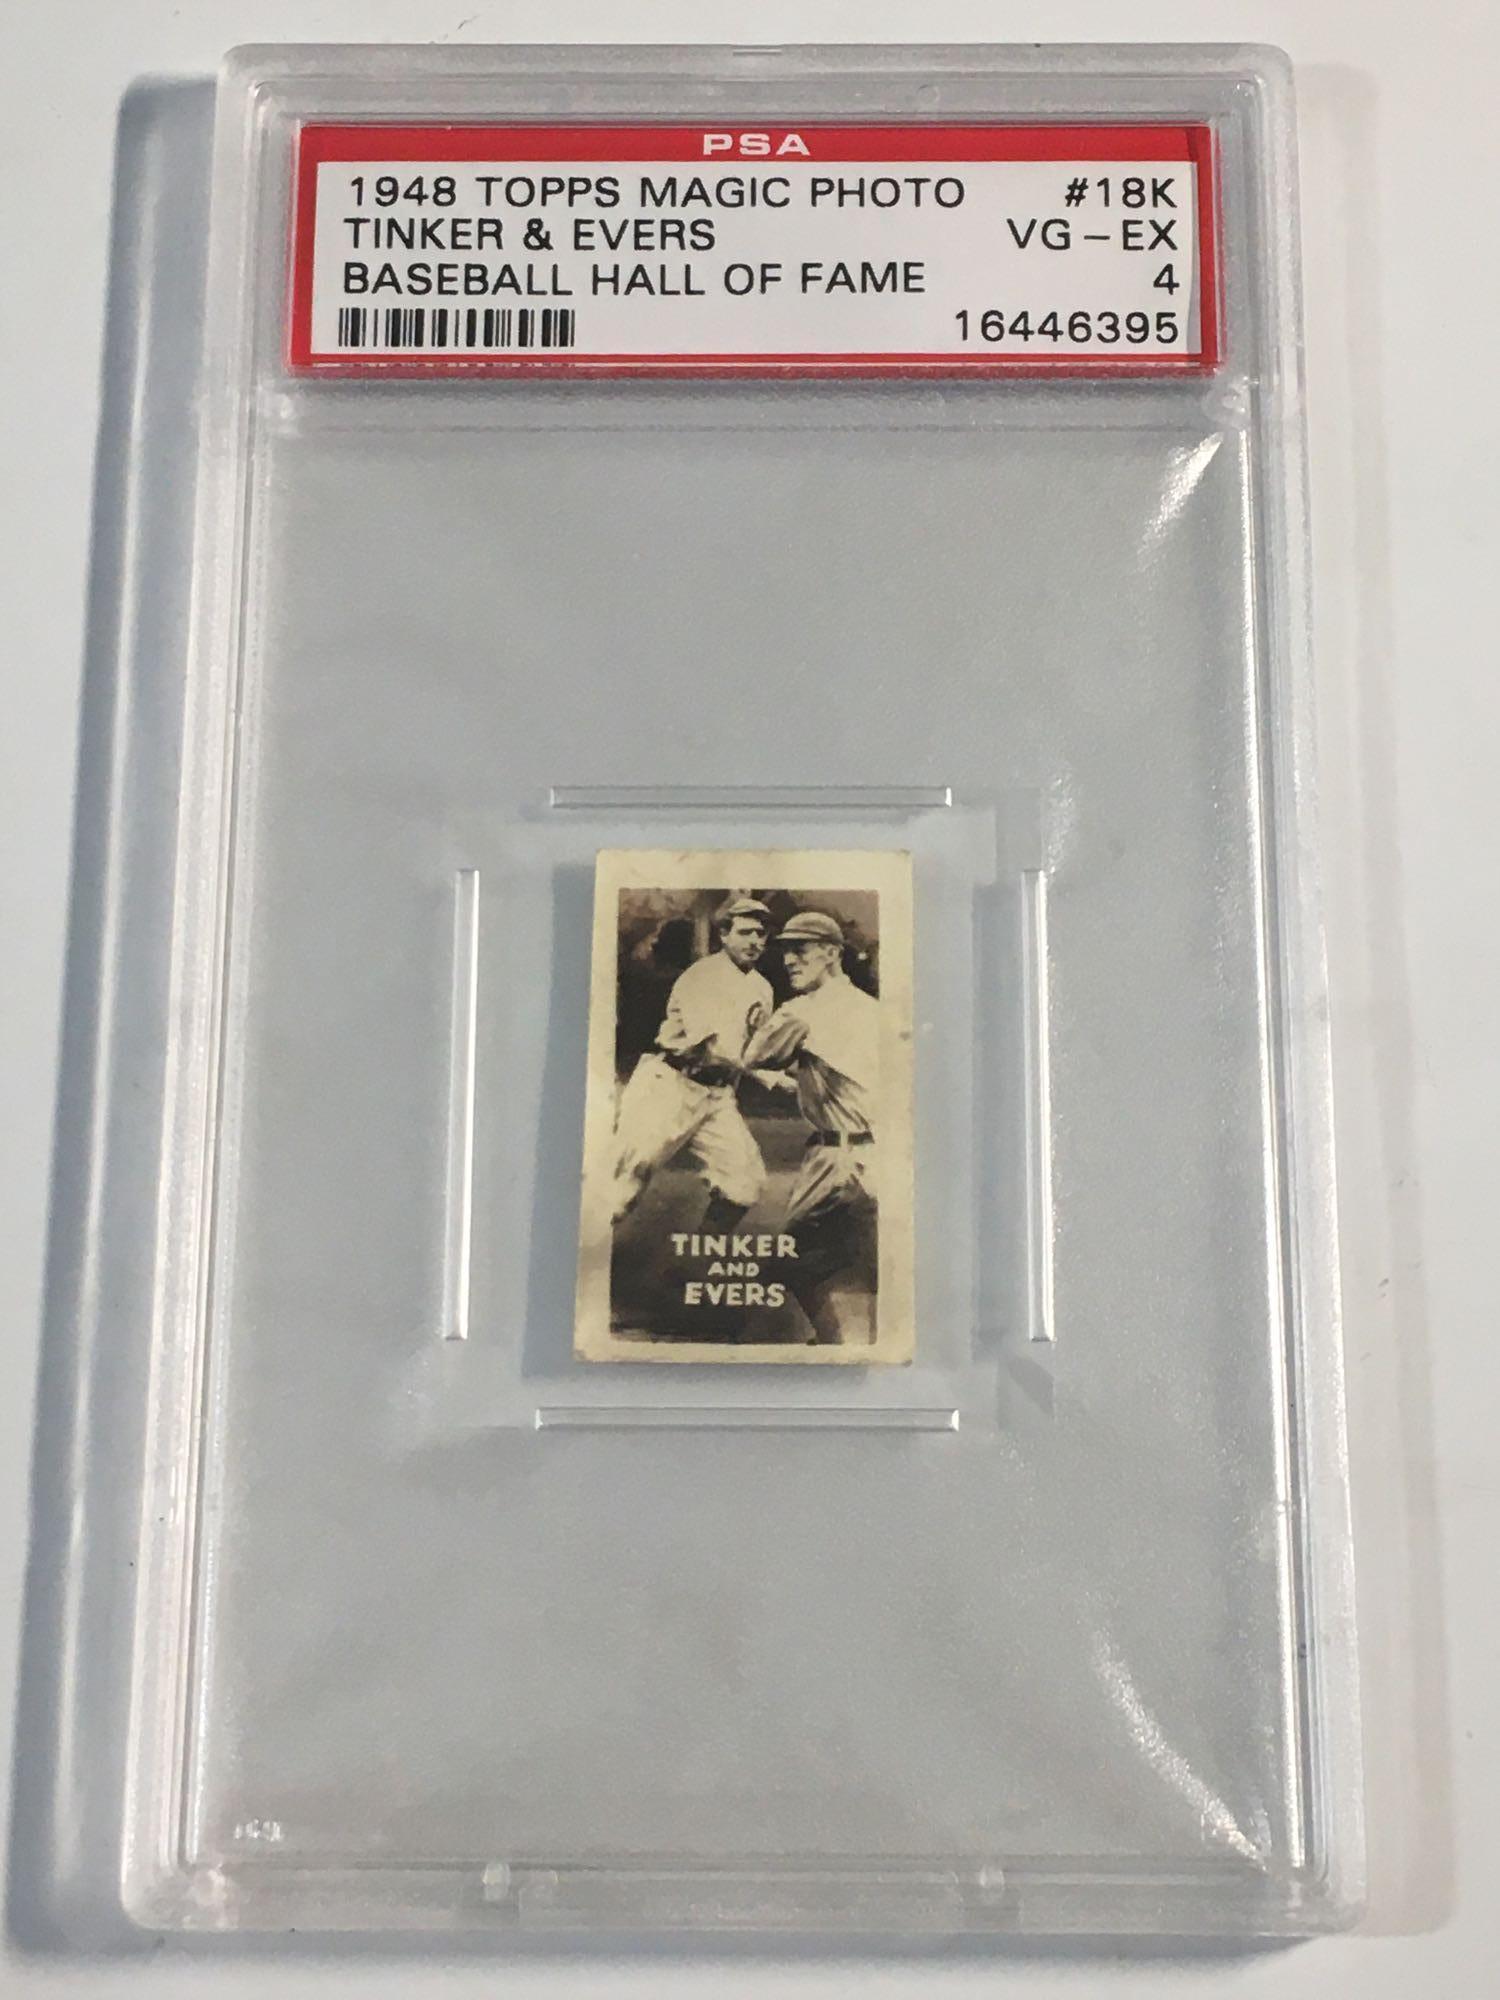 PSA
1948 TOPPS MAGIC PHOTO #18K
TINKER & EVERS VG-EX
BASEBALL HALL OF FAME 4
16446395
TINKER
AND
EVERS